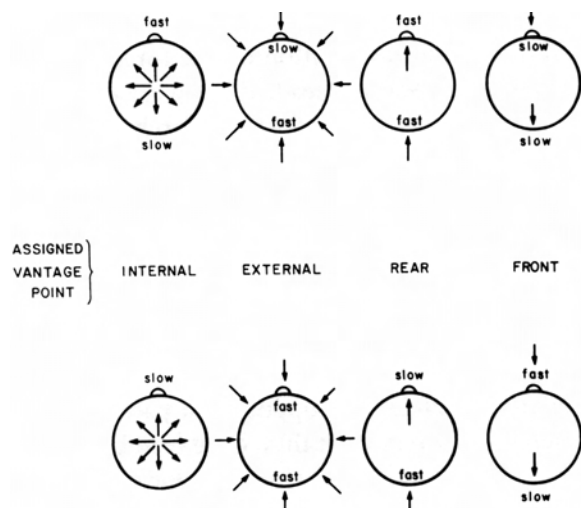 fast fast
slow slow
slow fast fast slow
ASSIGNED
VANTAGE INTERNAL EXTERNAL REAR FRONT
POINT
slow slow fast
fast
fast fast slow